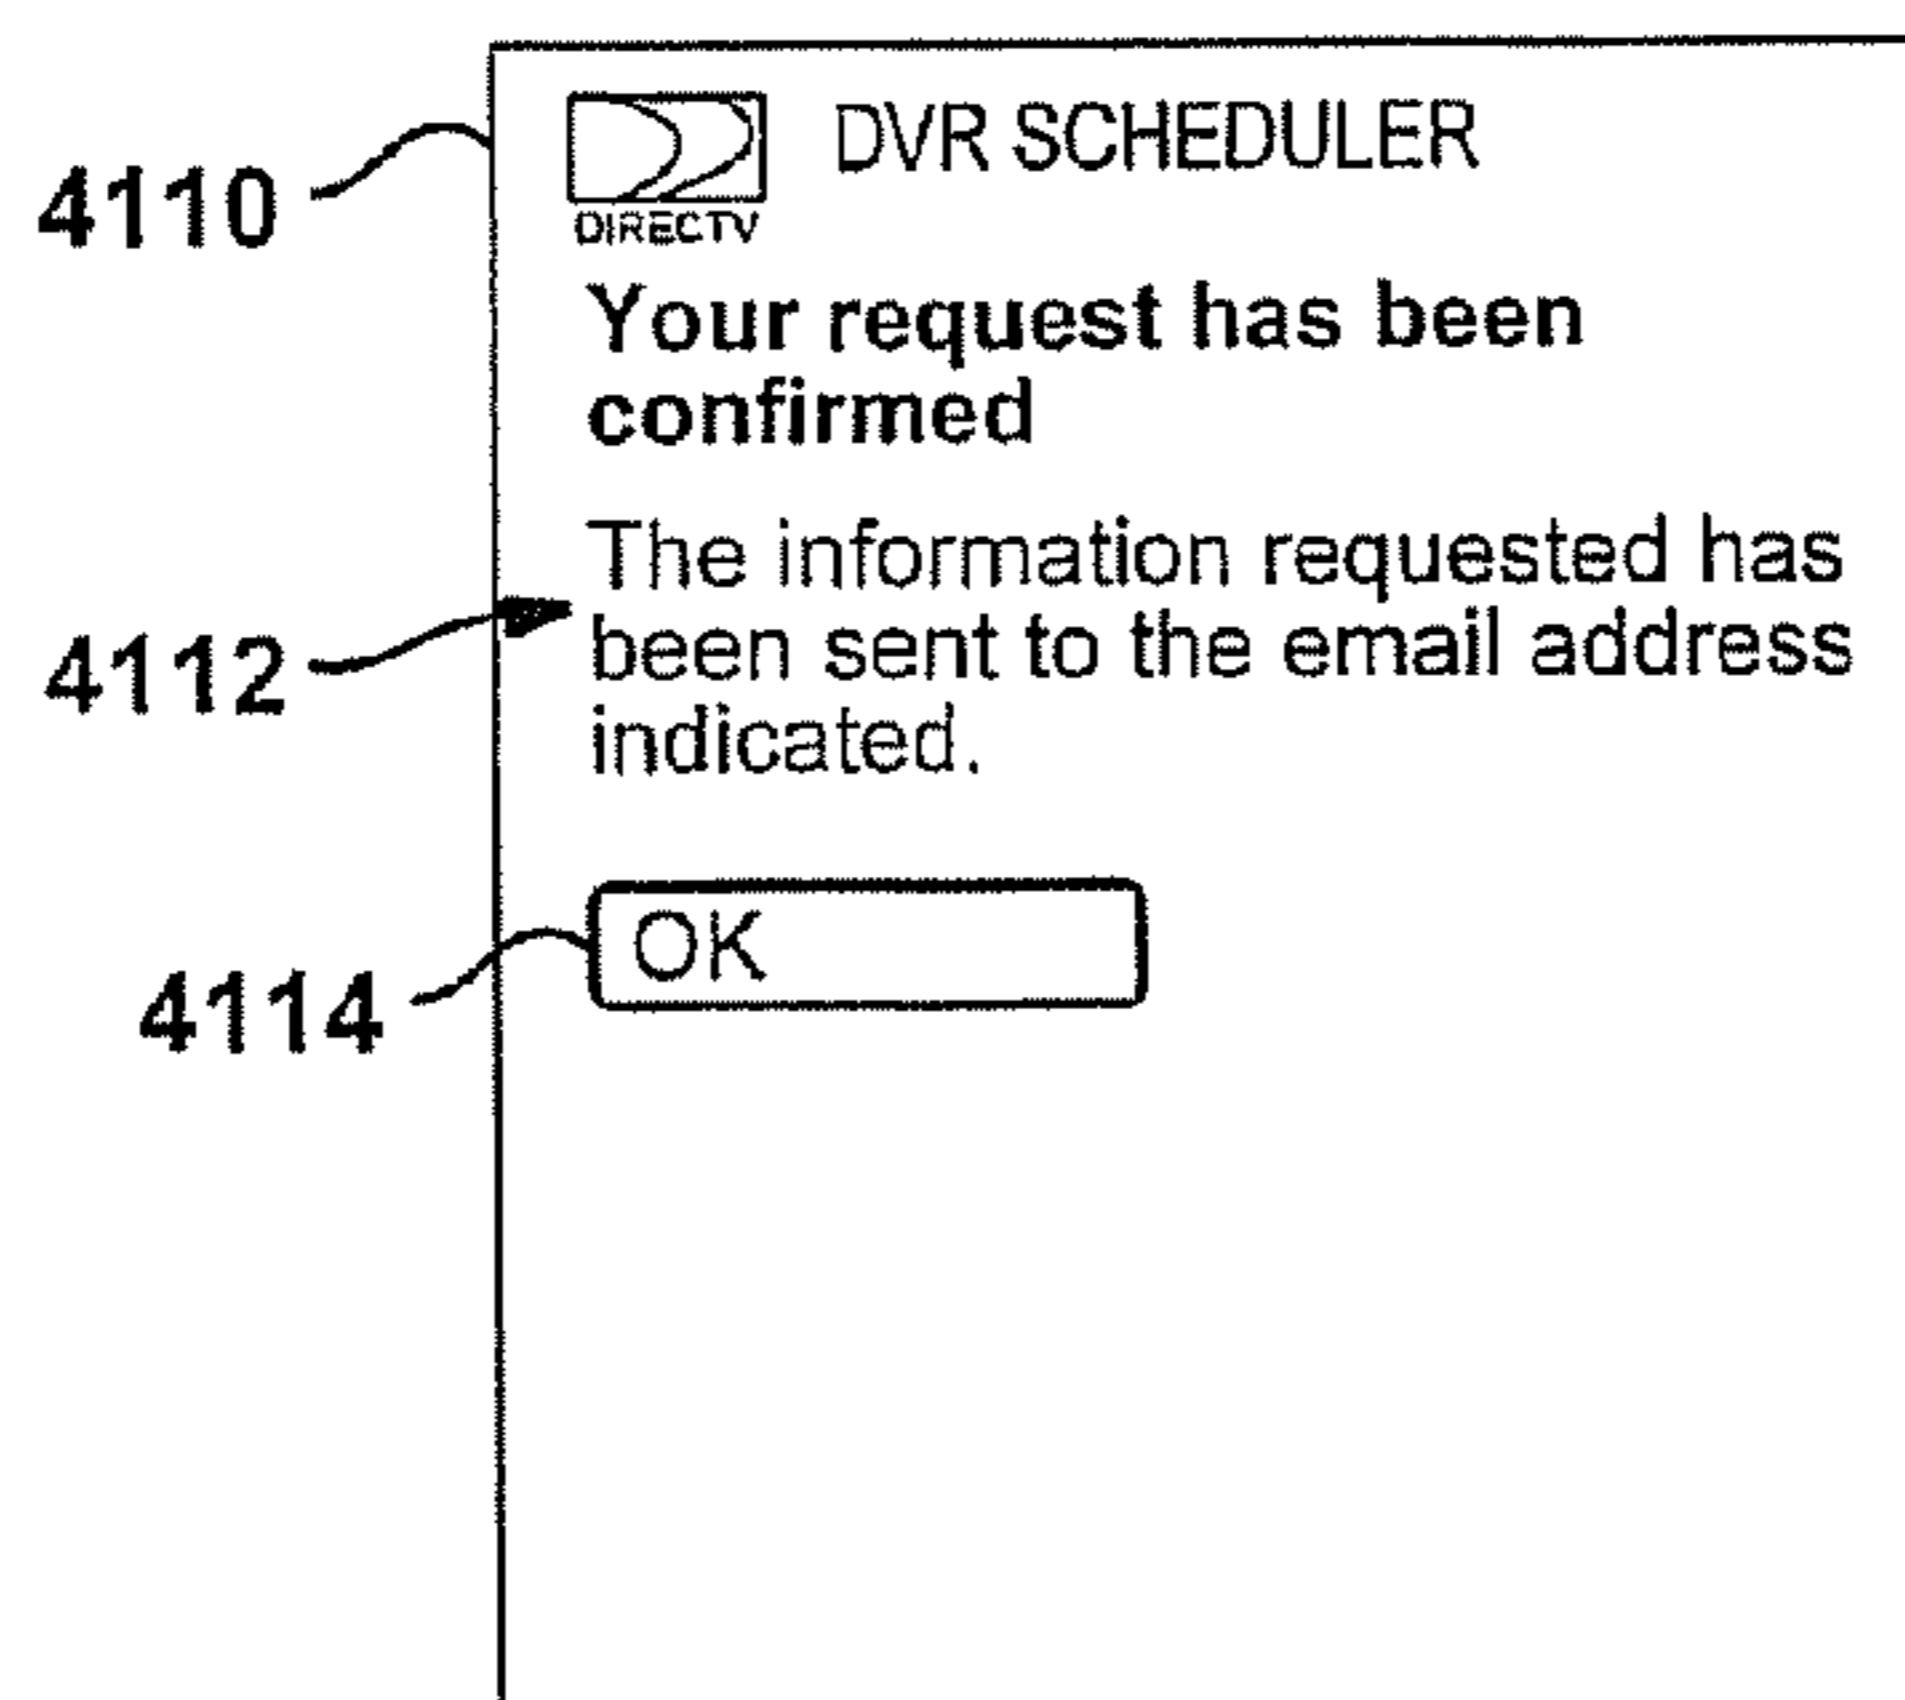 4110
DVR SCHEDULER
DIRECTV
Your request has been
confirmed
The information requested has
4112
been sent to the email address
indicated.
4114
OK